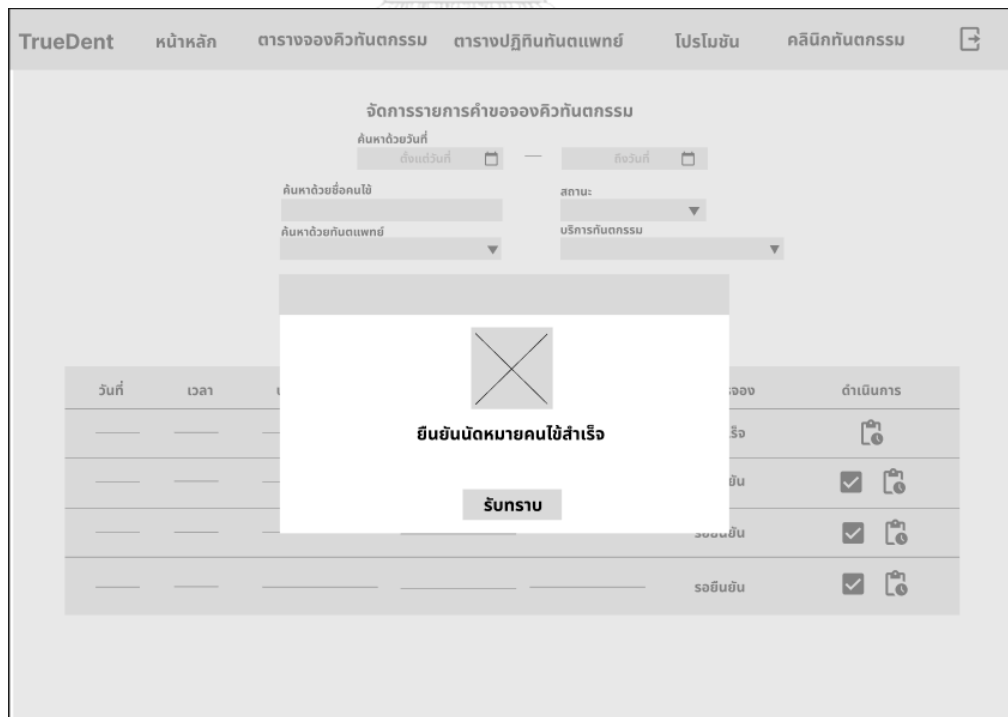 TrueDent หน้าหลัก ตารางจองคิวทันตกรรม ตารางปฏิทินทันตแพทย์ โปรโมชัน คลินิกทันตกรรม
จัดการรายการคำขอจองคิวทันตกรรม
ค้นหาด้วยวันที่
ตั้งแต่วันที่ ถึงวันที่
ค้นหาด้วยชื่อคนไข้ สถานะ
ค้นหาด้วยทันตแพทย์ บริการทันตกรรม
วันที่ เวลา ดำเนินการ
ยืนยันนัดหมายคนไข้สำเร็จ
รับทราบ
รอยืนยัน
รอยืนยัน